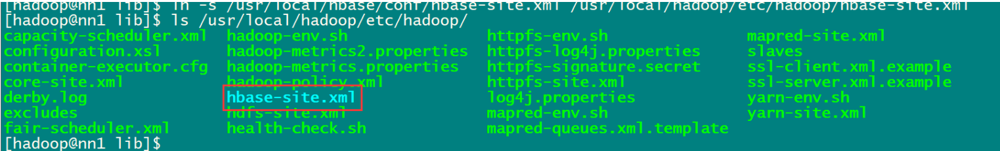 [hadoop@nn1 lib]$ ln -s /usr/local/hbase/conf/hbase-site.xml /usr/local/hadoop/etc/hadoop/hbase-site.xml
[hadoop@nn1 lib]$ ls /usr/local/hadoop/etc/hadoop/
capacity-scheduler.xml hadoop-env.sh httpfs-env.sh mapred-site.xml
configuration.xsl hadoop-metrics2.properties httpfs-log4j.properties slaves
container-executor.cfg hadoop-metrics.properties httpfs-signature.secret ssl-client.xml.example
core-site.xml hadoop-policy.xml httpfs-site.xml ssl-server.xml.example
derby.log hbase-site.xml log4j.properties yarn-env.sh
excludes hdfs-site.xml mapred-env.sh yarn-site.xml
fair-scheduler.xml health-check.sh mapred-queues.xml.template
[hadoop@nn1 lib]$